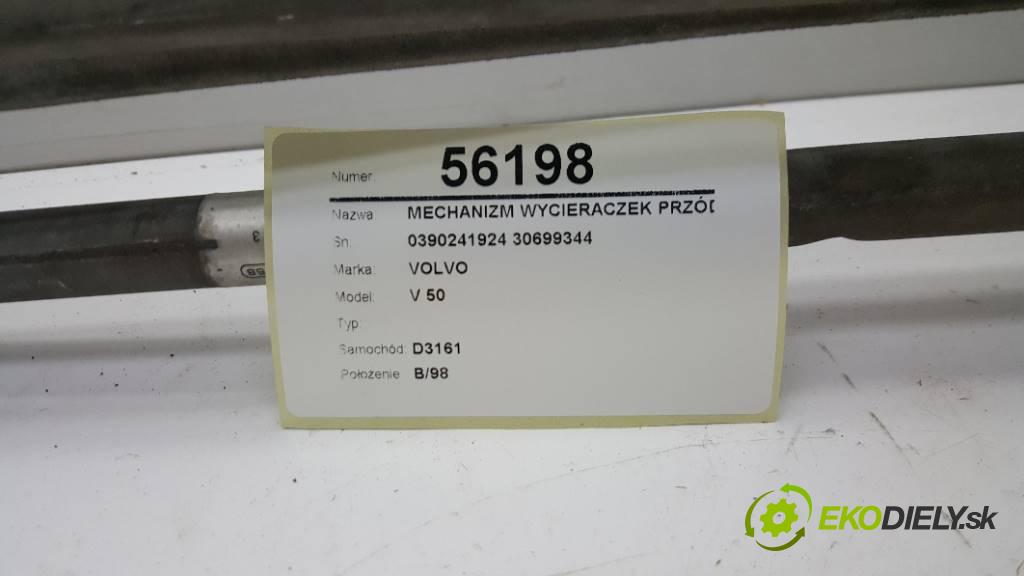 Numer: 56198
Nazwa MECHANIZM WYCIERACZEK PRZÓD
Sn: 0390241924 30699344
Marka: VOLVO
Model: V 50
Typ:
Samochód: D3161
Położenie B/98
EKODIELY.sk